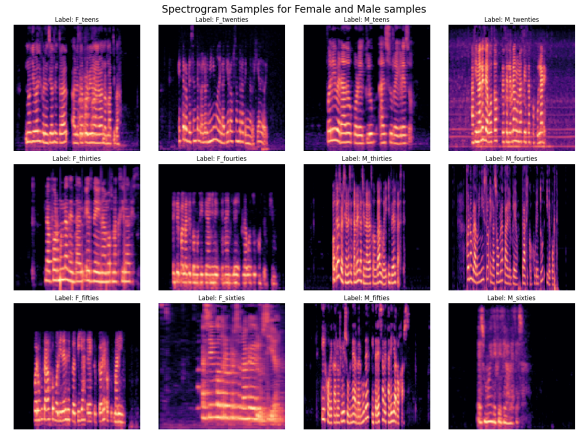 Spectrogram Samples for Female and Male samples
Label: F_teens
Label: F_twenties
Label: M_teens
Label: M_twenties
Label: F_thirties
Label: F_fourties
Label: M_thirties
Label: M_fourties
Label: F_fifties
Label: F_sixties
Label: M_fifties
Label: M_sixties